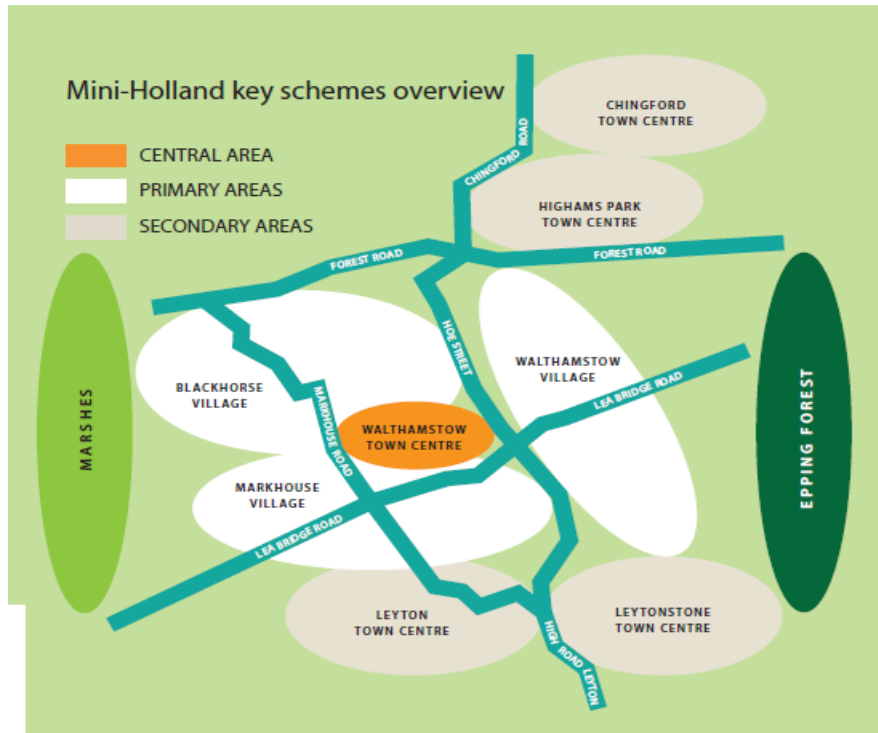 Mini-Holland key schemes overview
CENTRAL AREA
PRIMARY AREAS
SECONDARY AREAS
CHINGFORD
TOWN CENTRE
CHINGFORD ROAD
HIGHAMS PARK
TOWN CENTRE
FOREST ROAD
FOREST ROAD
HOE STREET
WALTHAMSTOW
VILLAGE
BLACKHORSE
VILLAGE
MARKHOUSE ROAD
LEA BRIDGE ROAD
WALTHAMSTOW
TOWN CENTRE
MARSHES
EPPING FOREST
MARKHOUSE
VILLAGE
LEA BRIDGE ROAD
LEYTON
TOWN CENTRE
LEYTONSTONE
TOWN CENTRE
HIGH ROAD LEYTON